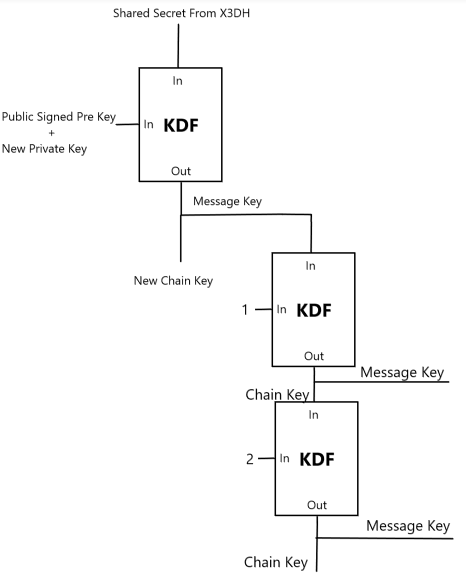 Shared Secret From X3DH
In
Public Signed Pre Key
+
New Private Key
In KDF
Out
Message Key
New Chain Key
In
1
In KDF
Out
Message Key
Chain Key
In
2
In KDF
Out
Message Key
Chain Key